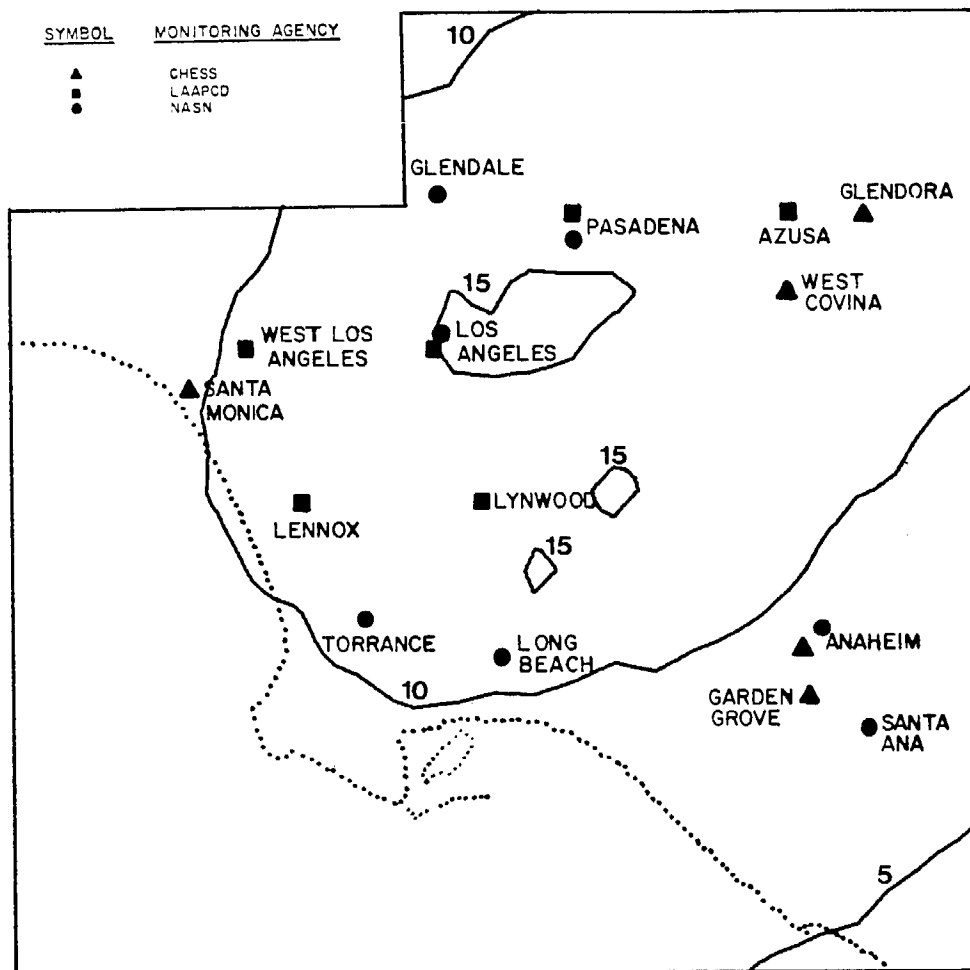 SYMBOL MONITORING AGENCY
CHESS
LAAPCD
NASN
10
GLENDALE
GLENDORA
PASADENA
AZUSA
15
WEST
COVINA
WEST LOS
ANGELES
LOS
ANGELES
SANTA
MONICA
15
LYNWOOD
LENNOX
15
TORRANCE
LONG
BEACH
ANAHEIM
10
GARDEN
GROVE
SANTA
ANA
5